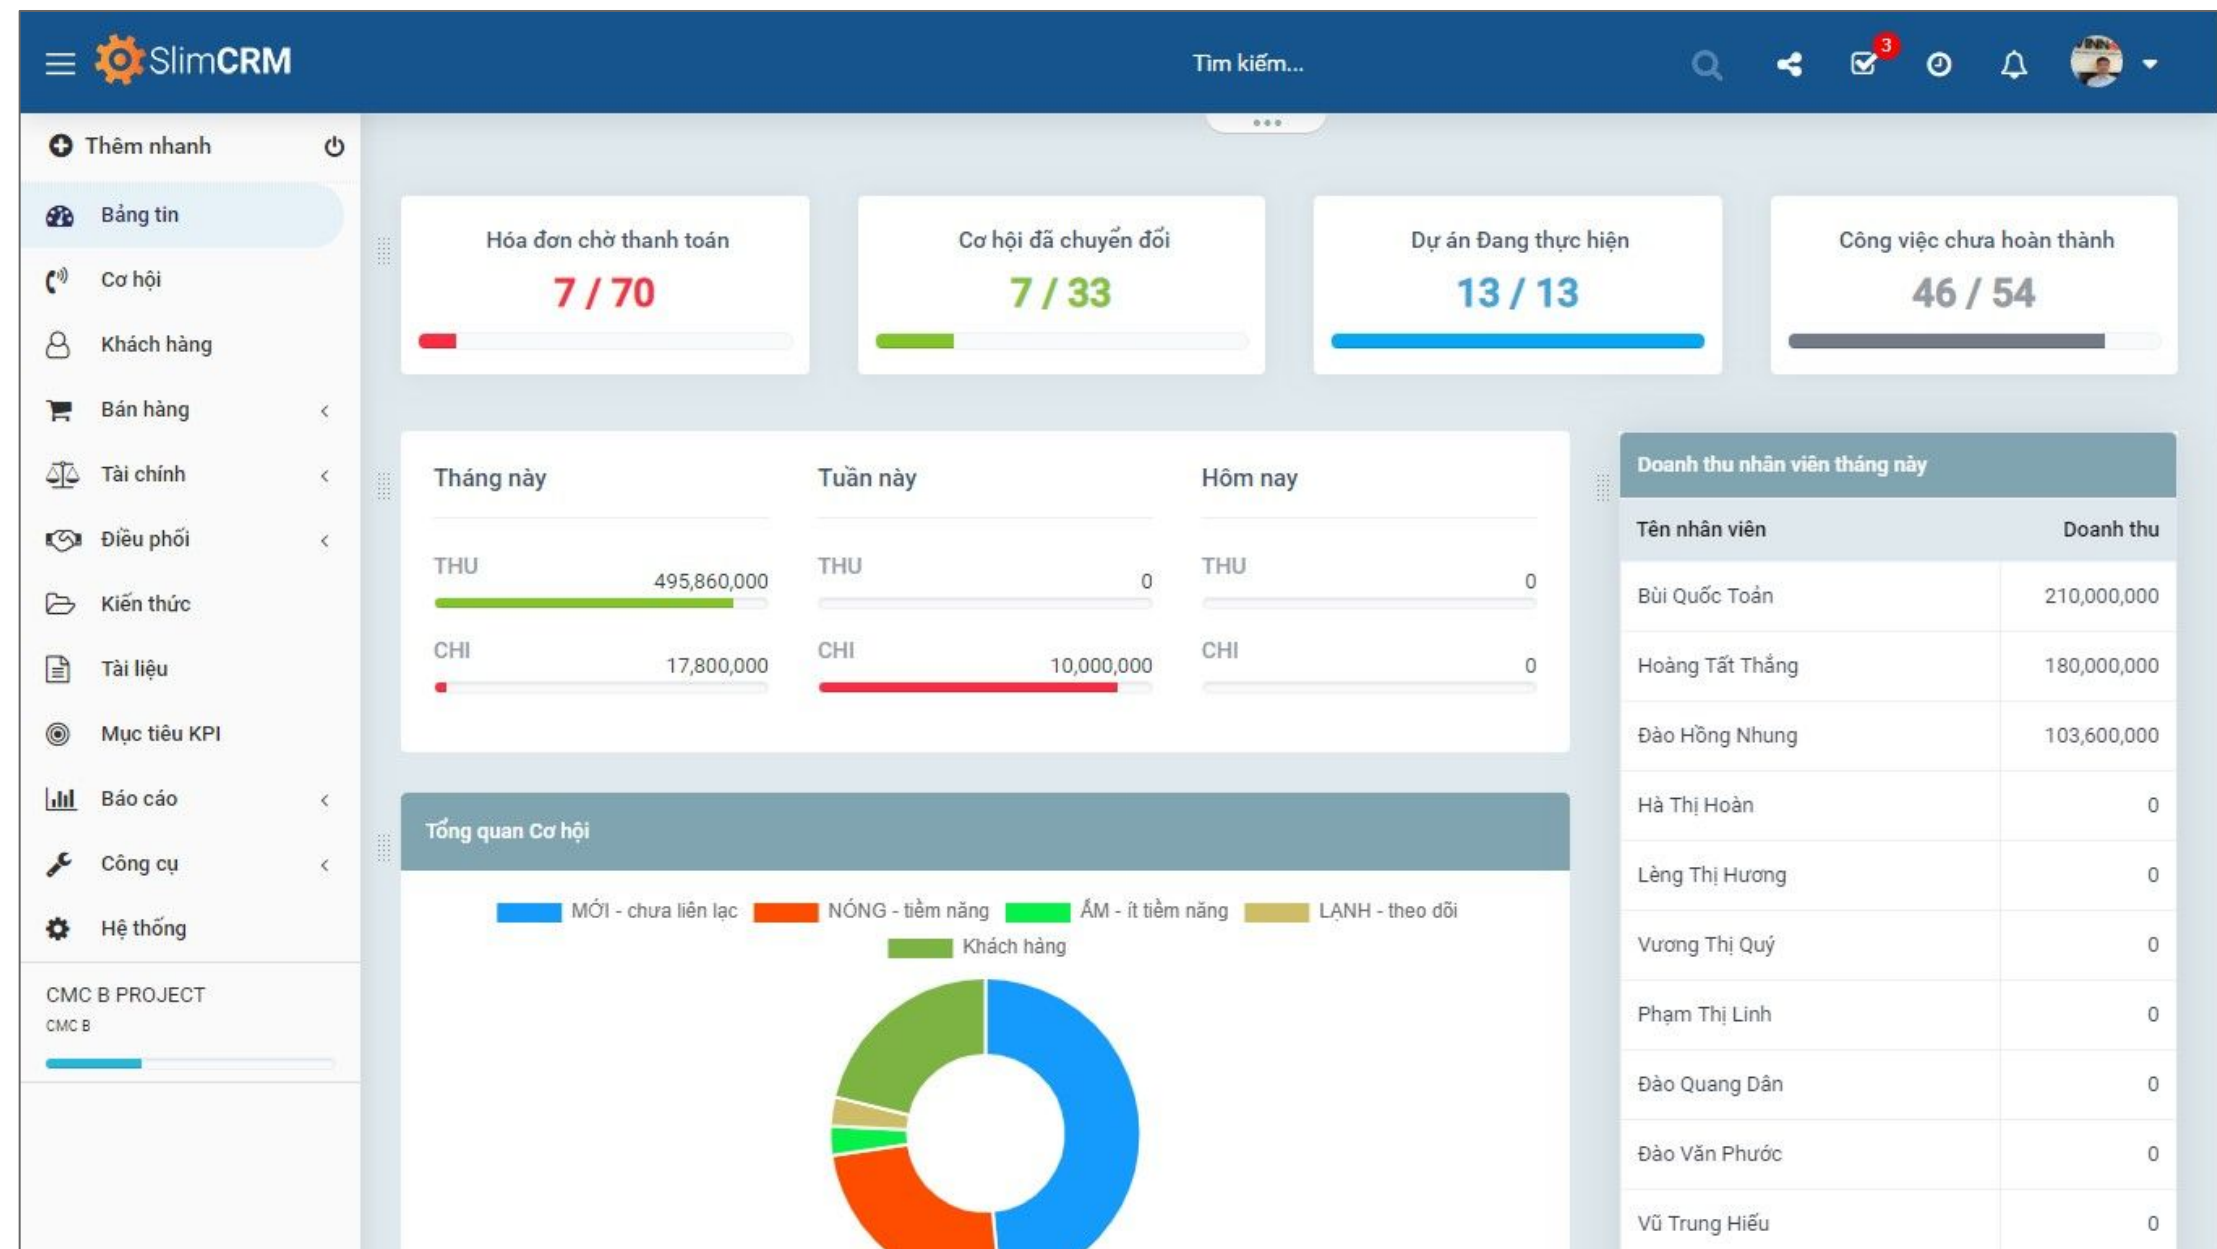 SlimCRM
Tìm kiếm...
3
Thêm nhanh
Bảng tin
Cơ hội
Khách hàng
Bán hàng
Tài chính
Điều phối
Kiến thức
Tài liệu
Mục tiêu KPI
Báo cáo
Công cụ
Hệ thống
CMC B PROJECT
CMC B
Hóa đơn chờ thanh toán
7 / 70
Cơ hội đã chuyển đổi
7 / 33
Dự án Đang thực hiện
13 / 13
Công việc chưa hoàn thành
46 / 54
Tháng này
THU
495,860,000
CHI
17,800,000
Tuần này
THU
0
CHI
10,000,000
Hôm nay
THU
0
CHI
0
Tổng quan Cơ hội
MỚI - chưa liên lạc NÓNG - tiềm năng ẤM - ít tiềm năng LẠNH - theo dõi
Khách hàng
Doanh thu nhân viên tháng này
Tên nhân viên Doanh thu
Bùi Quốc Toản 210,000,000
Hoàng Tất Thắng 180,000,000
Đào Hồng Nhung 103,600,000
Hà Thị Hoàn 0
Lèng Thị Hương 0
Vương Thị Quý 0
Phạm Thị Linh 0
Đào Quang Dân 0
Đào Văn Phước 0
Vũ Trung Hiếu 0